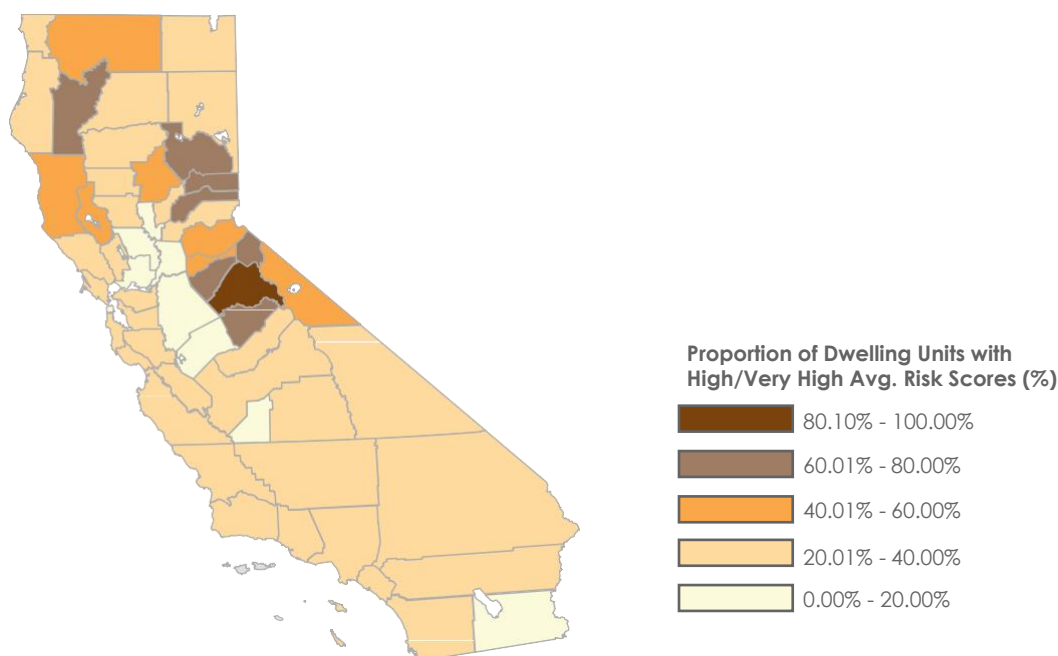 Proportion of Dwelling Units with
High/Very High Avg. Risk Scores (%)
80.10% - 100.00%
60.01% - 80.00%
40.01% - 60.00%
20.01% - 40.00%
0.00% - 20.00%